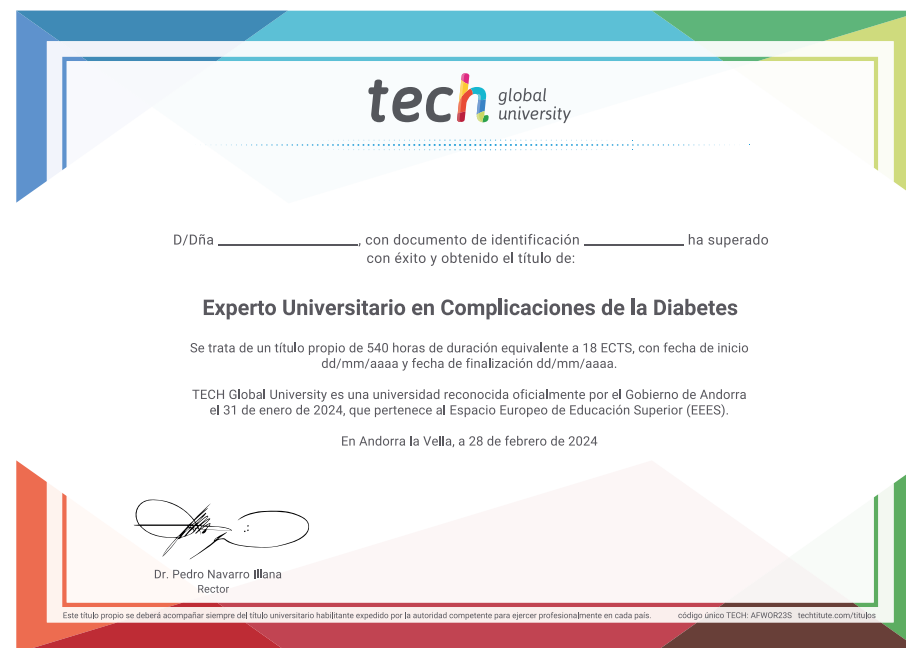 tech global university
D/Dña ____________________, con documento de identificación ______________ ha superado
con éxito y obtenido el título de:
Experto Universitario en Complicaciones de la Diabetes
Se trata de un título propio de 540 horas de duración equivalente a 18 ECTS, con fecha de inicio
dd/mm/aaaa y fecha de finalización dd/mm/aaaa.
TECH Global University es una universidad reconocida oficialmente por el Gobierno de Andorra
el 31 de enero de 2024, que pertenece al Espacio Europeo de Educación Superior (EEES).
En Andorra la Vella, a 28 de febrero de 2024
Dr. Pedro Navarro Illana
Rector
Este título propio se deberá acompañar siempre del título universitario habilitante expedido por la autoridad competente para ejercer profesionalmente en cada país. código único TECH: AFWOR23S techtitute.com/titulos